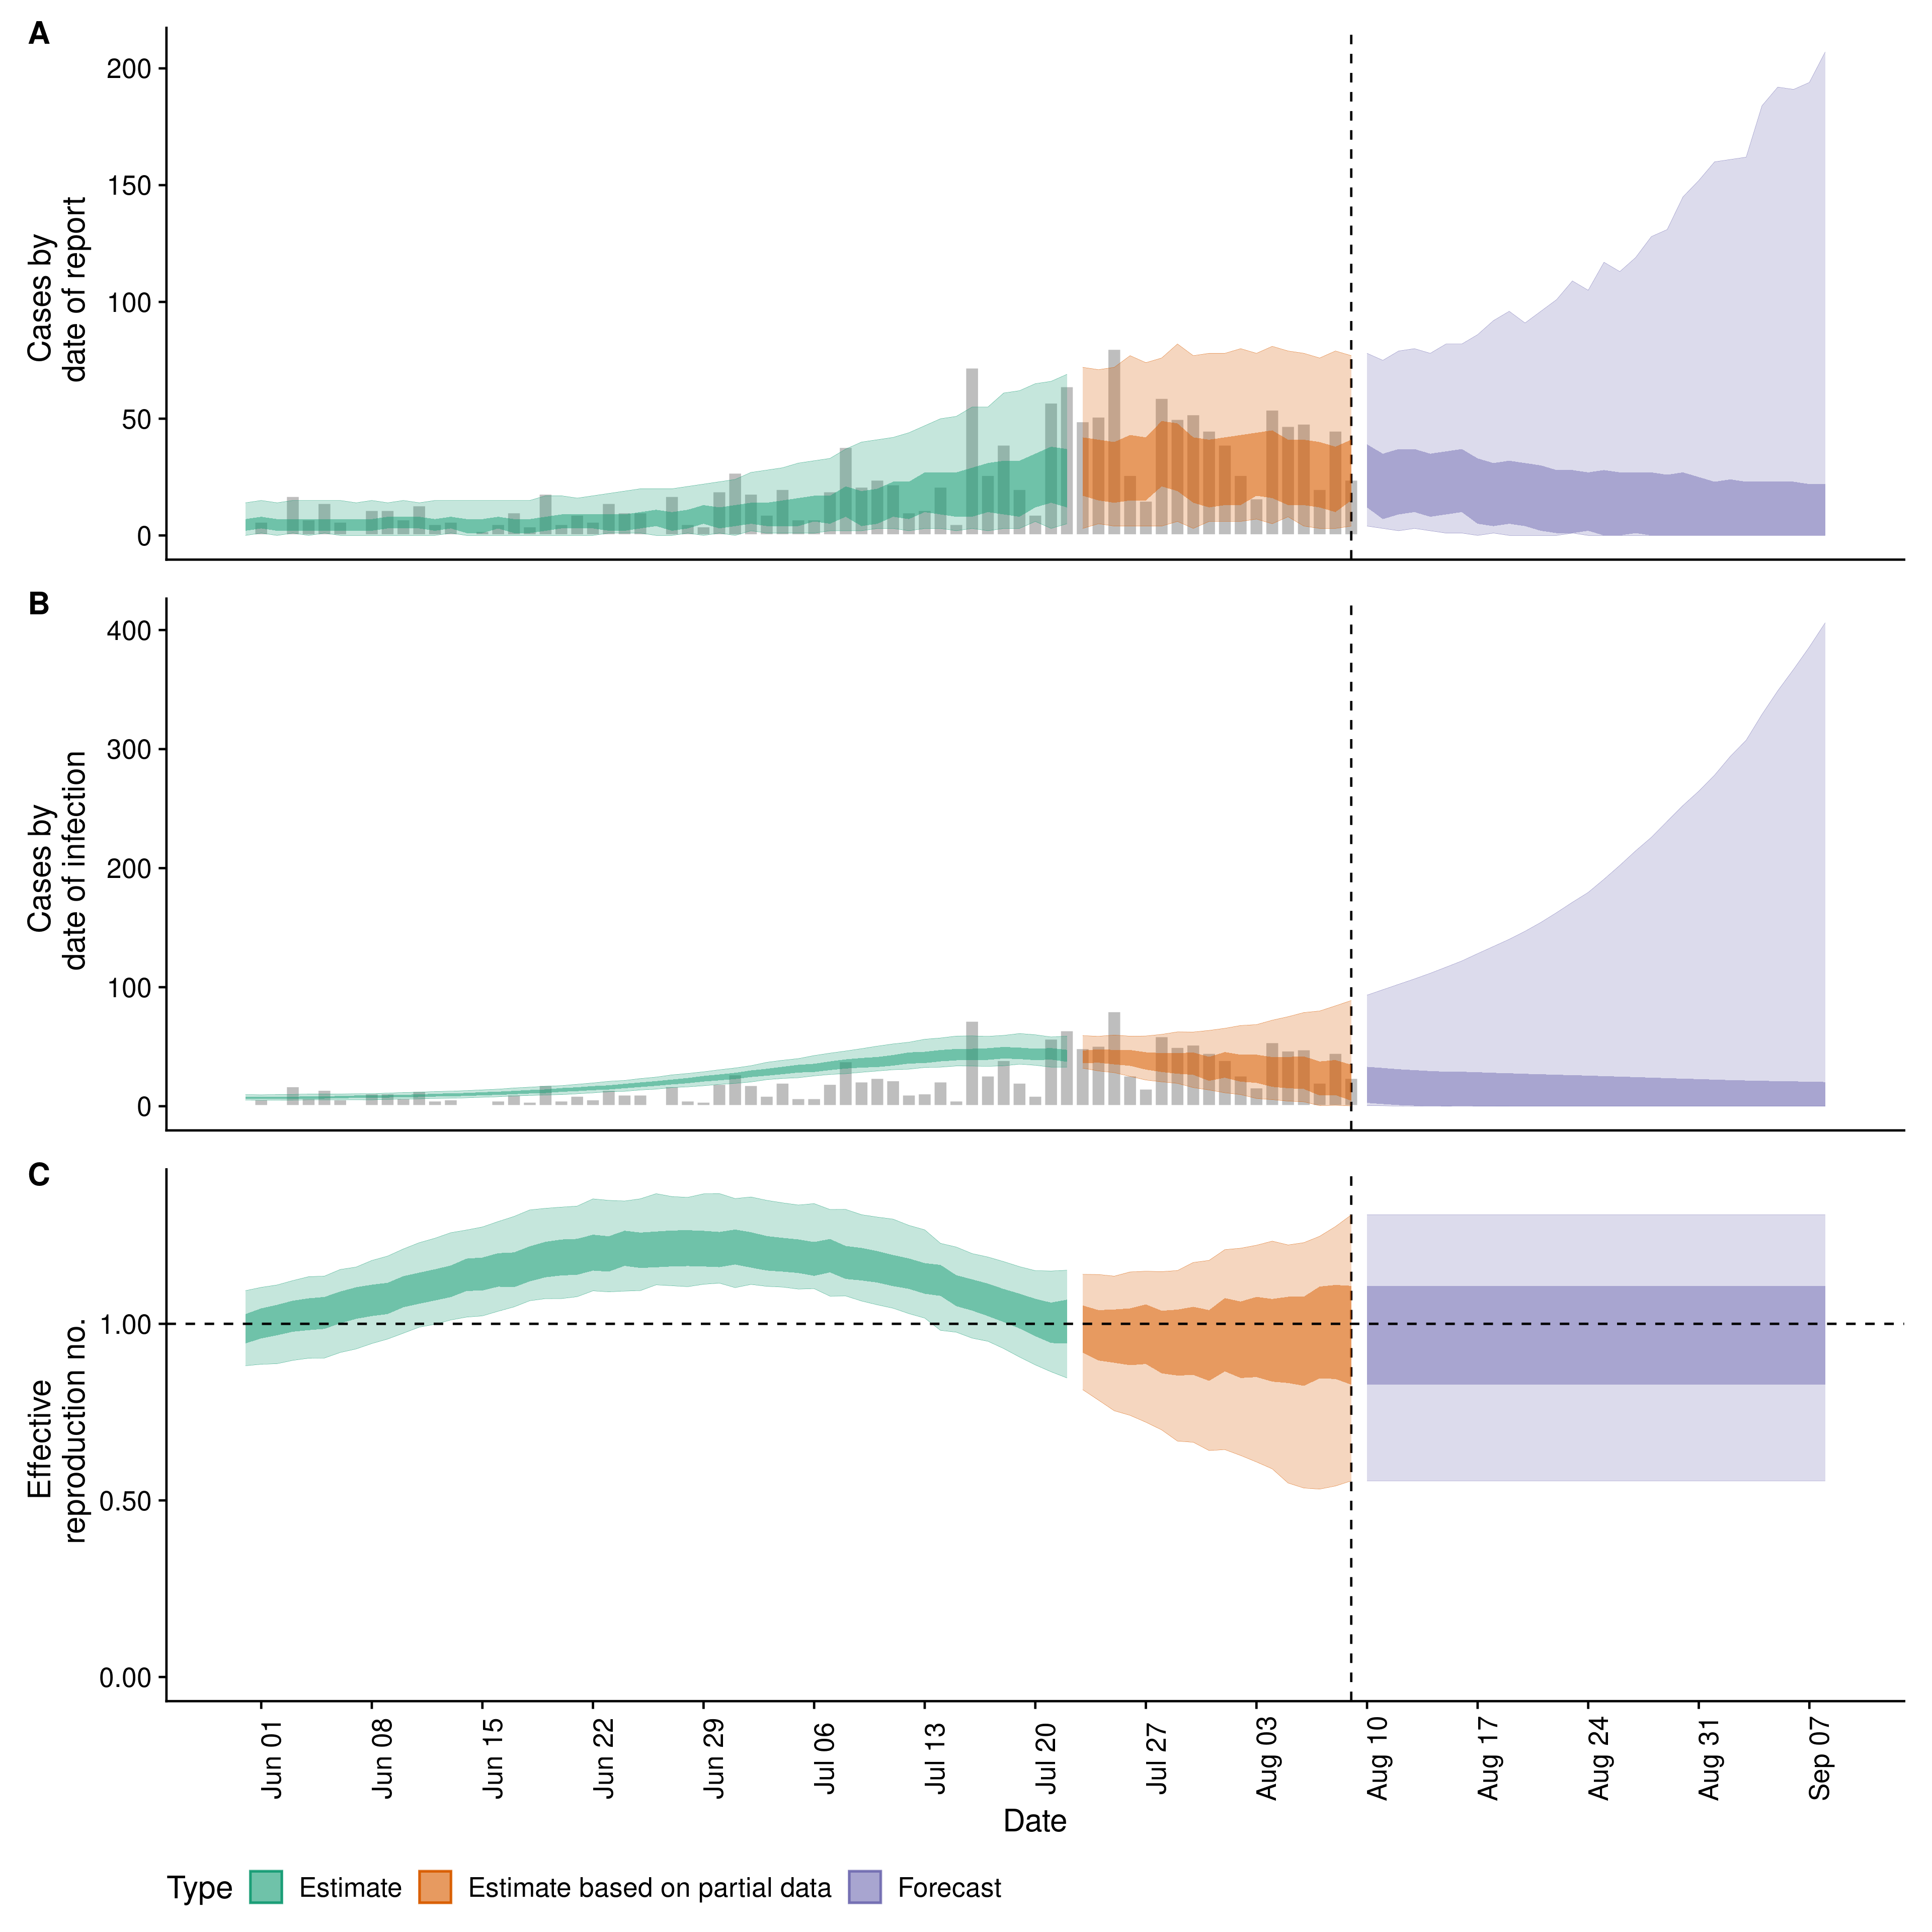 A
200
150
100
50
0
Cases by
date of report
B
400
300
200
100
0
Cases by
date of infection
C
1.00
0.50
0.00
Effective
reproduction no.
Jun 01
Jun 08
Jun 15
Jun 22
Jun 29
Jul 06
Jul 13
Jul 20
Jul 27
Aug 03
Aug 10
Aug 17
Aug 24
Aug 31
Sep 07
Date
Type Estimate Estimate based on partial data Forecast